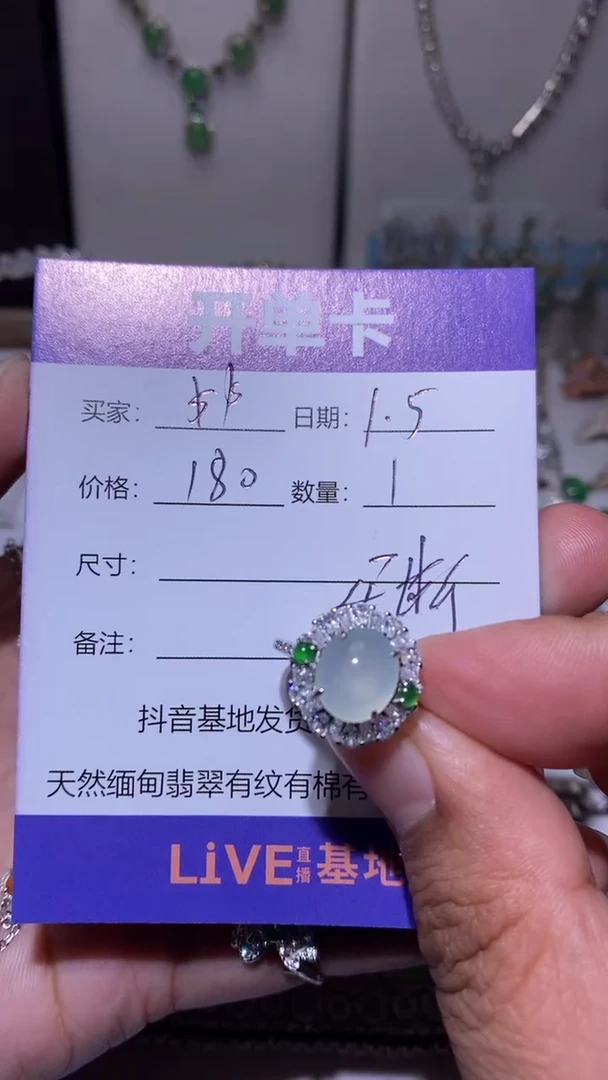 开单卡
买家： 日期：1.5
价格：180 数量：1
尺寸：
备注：
抖音基地发货
天然缅甸翡翠有纹有棉有
LiVE直播基地